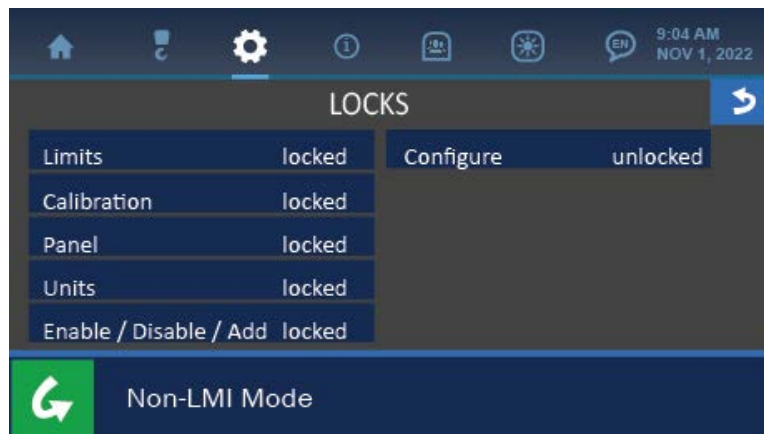 EN
9:04 AM
NOV 1, 2022
LOCKS
Limits locked
Calibration locked
Panel locked
Units locked
Enable / Disable / Add locked
Configure unlocked
Non-LMI Mode